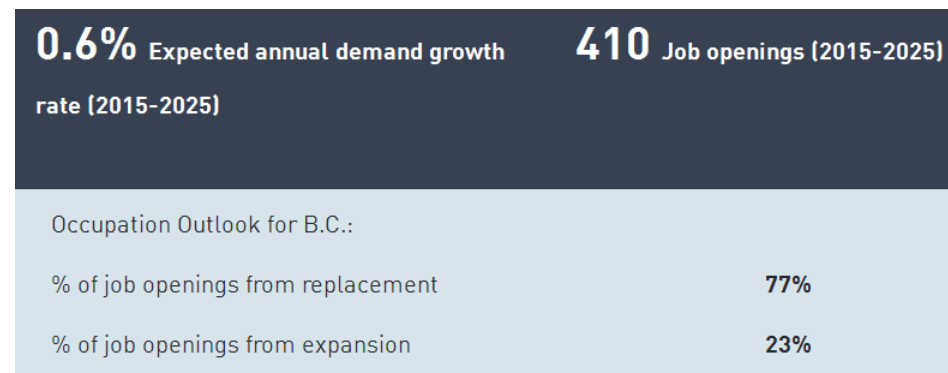 0.6% Expected annual demand growth
rate (2015-2025)
410 Job openings (2015-2025)
Occupation Outlook for B.C.:
% of job openings from replacement 77%
% of job openings from expansion 23%